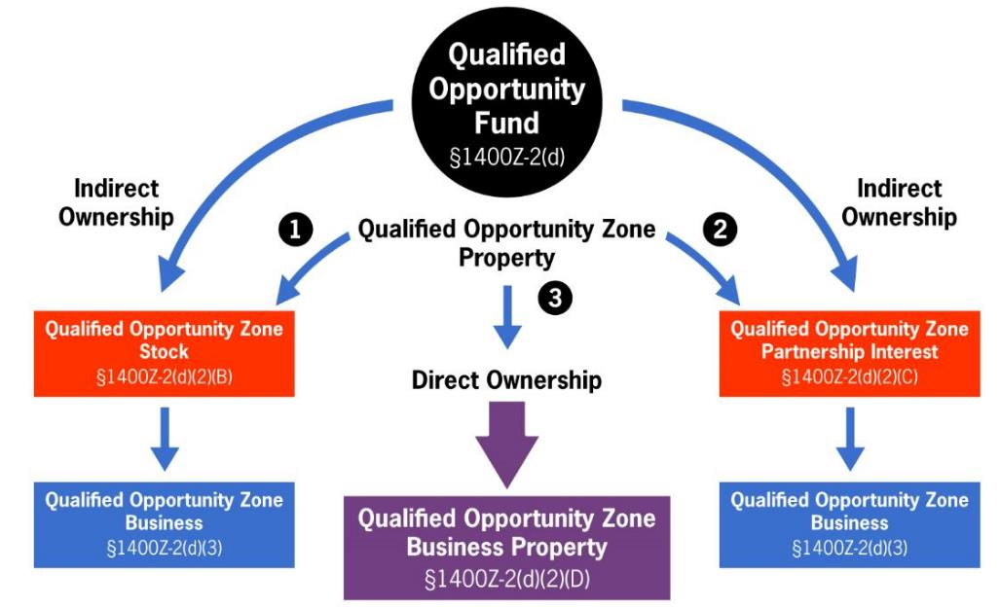 Qualified
Opportunity
Fund
§1400Z-2(d)
Indirect
Ownership
Indirect
Ownership
1
Qualified Opportunity Zone
Property
2
3
Qualified Opportunity Zone
Stock
§1400Z-2(d)(2)(B)
Direct Ownership
Qualified Opportunity Zone
Partnership Interest
§1400Z-2(d)(2)(C)
Qualified Opportunity Zone
Business
§1400Z-2(d)(3)
Qualified Opportunity Zone
Business Property
§1400Z-2(d)(2)(D)
Qualified Opportunity Zone
Business
§1400Z-2(d)(3)